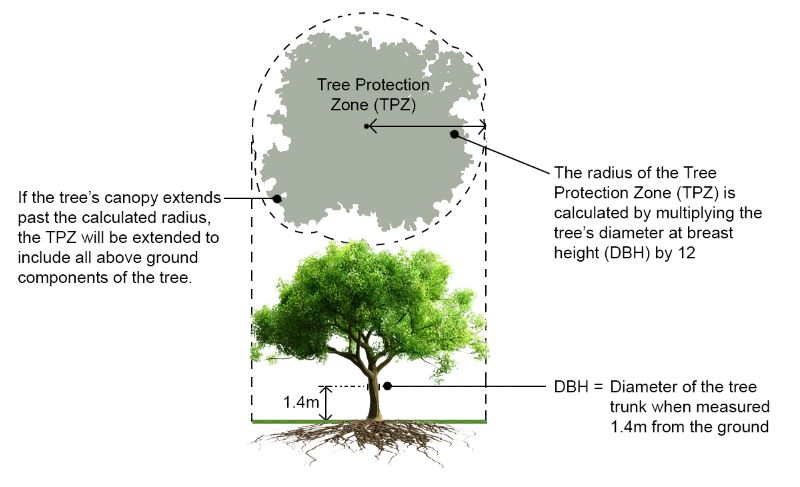 Tree Protection
Zone (TPZ)
The radius of the Tree
Protection Zone (TPZ) is
calculated by multiplying the
tree's diameter at breast
height (DBH) by 12
If the tree's canopy extends
past the calculated radius,
the TPZ will be extended to
include all above ground
components of the tree.
1.4m
DBH = Diameter of the tree
trunk when measured
1.4m from the ground